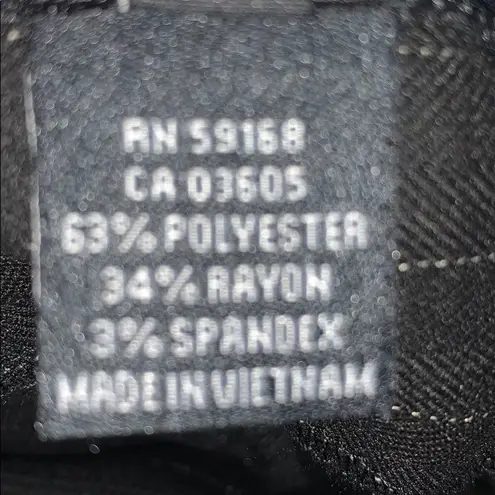 RN 59168
CA 03605
63% POLYESTER
34% RAYON
3% SPANDEX
MADE IN VIETNAM